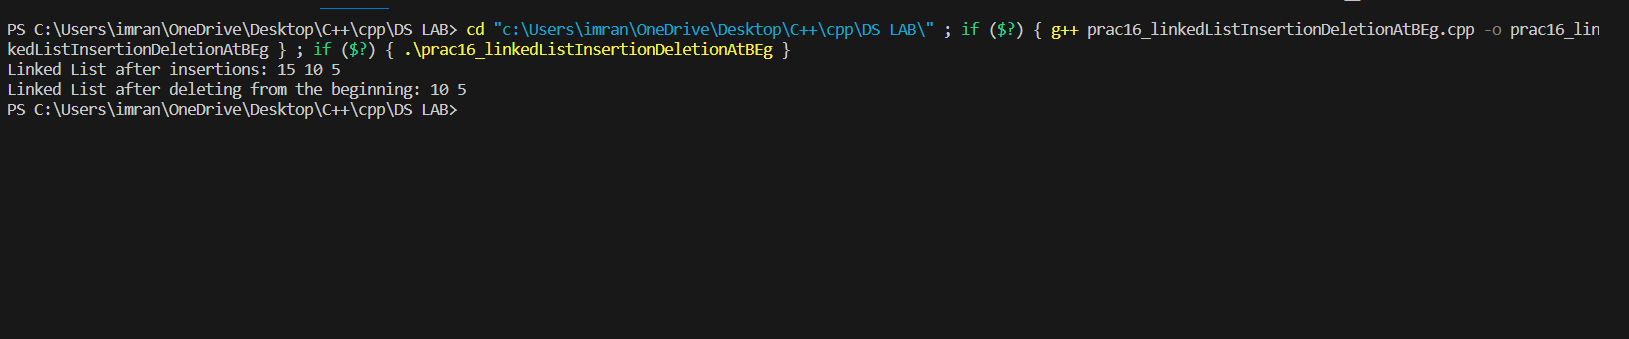 PS C:\Users\imran\OneDrive\Desktop\C++\cpp\DS LAB> cd "c:\Users\imran\OneDrive\Desktop\C++\cpp\DS LAB\" ; if ($?) { g++ prac16_linkedListInsertionDeletionAtBEg.cpp -o prac16_lin
kedListInsertionDeletionAtBEg } ; if ($?) { .\prac16_linkedListInsertionDeletionAtBEg }
Linked List after insertions: 15 10 5
Linked List after deleting from the beginning: 10 5
PS C:\Users\imran\OneDrive\Desktop\C++\cpp\DS LAB>